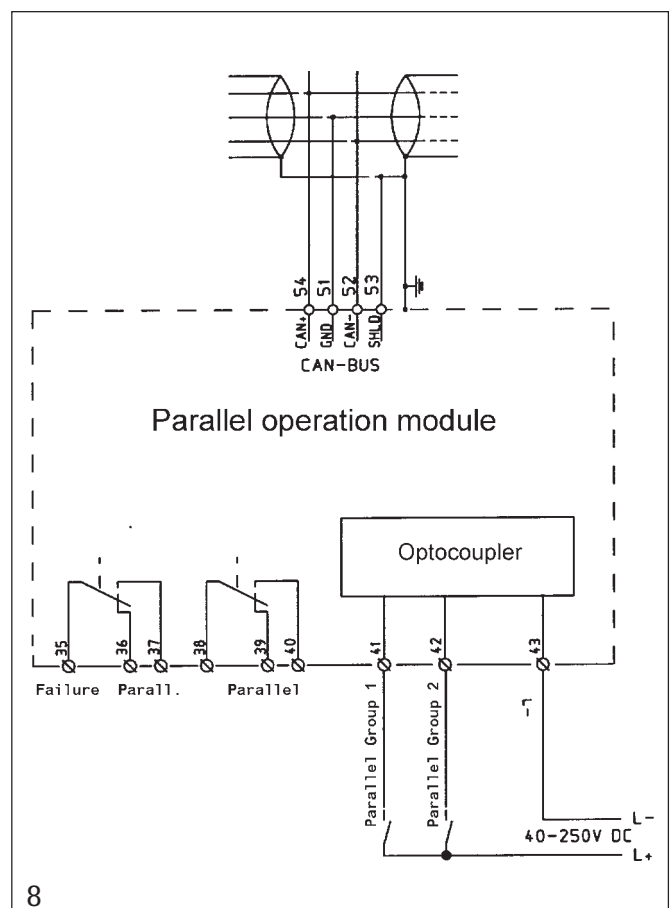 54 51 52 53
CAN+ GND CAN- SHLD
CAN-BUS
Parallel operation module
Optocoupler
35 36 37 38 39 40 41 42 43
Failure Parall. Parallel
Parallel Group 1
Parallel Group 2
L-
L-
40-250V DC
L+
8